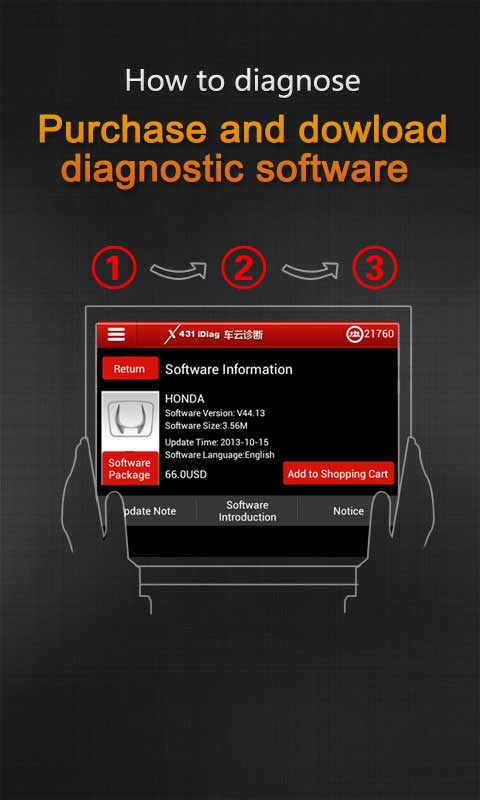 How to diagnose
Purchase and dowload
diagnostic software
1 2 3
X 431 iDiag 车云诊断
21760
Return
Software Information
HONDA
Software Version: V44.13
Software Size:3.56M
Update Time: 2013-10-15
Software Language:English
Software
Package
66.0USD
Add to Shopping Cart
pdate Note
Software
Introduction
Notice